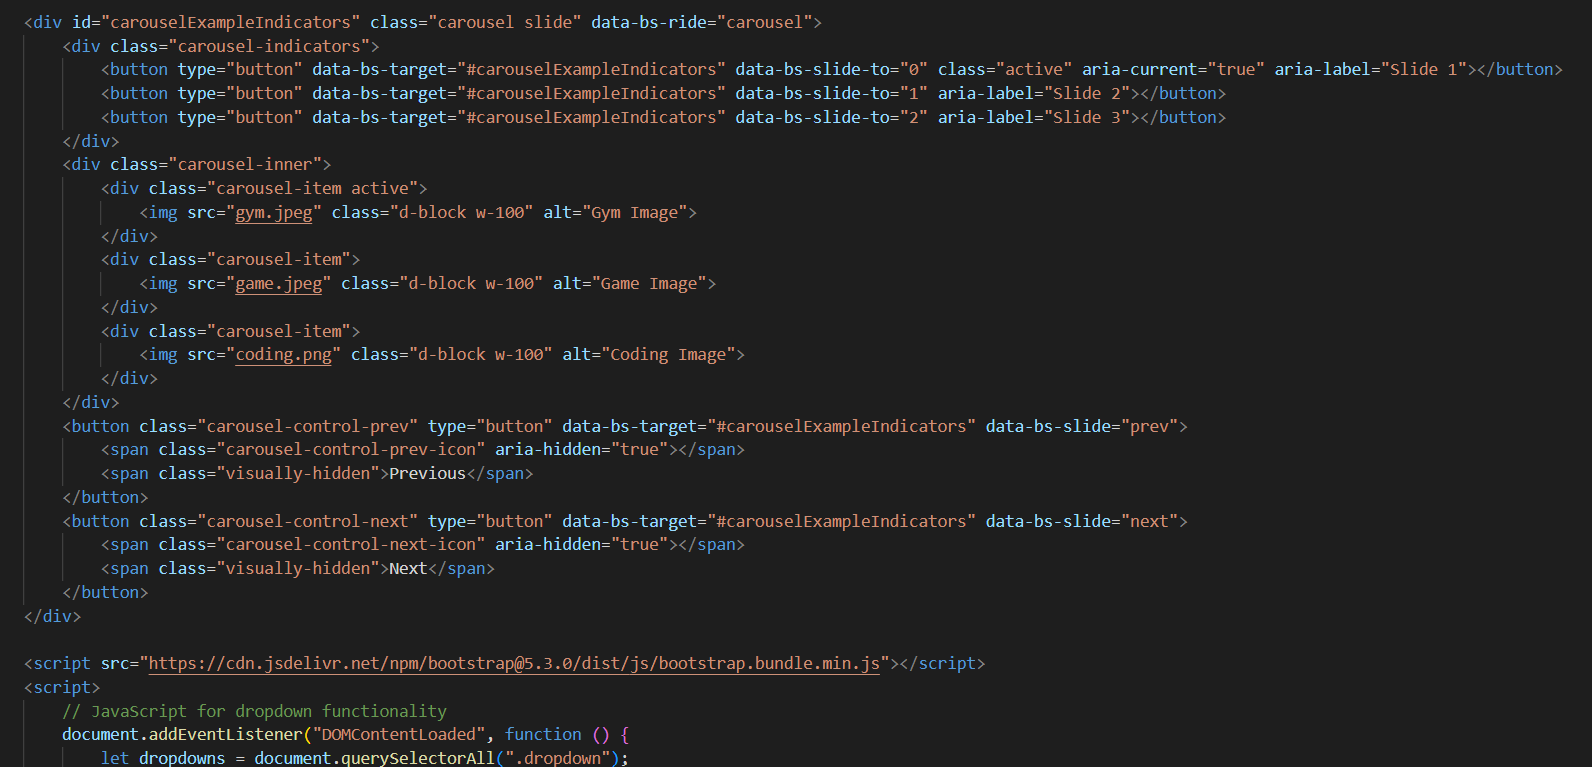 <div id="carouselExampleIndicators" class="carousel slide" data-bs-ride="carousel">
<div class="carousel-indicators">
<button type="button" data-bs-target="#carouselExampleIndicators" data-bs-slide-to="0" class="active" aria-current="true" aria-label="Slide 1"></button>
<button type="button" data-bs-target="#carouselExampleIndicators" data-bs-slide-to="1" aria-label="Slide 2"></button>
<button type="button" data-bs-target="#carouselExampleIndicators" data-bs-slide-to="2" aria-label="Slide 3"></button>
</div>
<div class="carousel-inner">
<div class="carousel-item active">
<img src="gym.jpeg" class="d-block w-100" alt="Gym Image">
</div>
<div class="carousel-item">
<img src="game.jpeg" class="d-block w-100" alt="Game Image">
</div>
<div class="carousel-item">
<img src="coding.png" class="d-block w-100" alt="Coding Image">
</div>
</div>
<button class="carousel-control-prev" type="button" data-bs-target="#carouselExampleIndicators" data-bs-slide="prev">
<span class="carousel-control-prev-icon" aria-hidden="true"></span>
<span class="visually-hidden">Previous</span>
</button>
<button class="carousel-control-next" type="button" data-bs-target="#carouselExampleIndicators" data-bs-slide="next">
<span class="carousel-control-next-icon" aria-hidden="true"></span>
<span class="visually-hidden">Next</span>
</button>
</div>
<script src="https://cdn.jsdelivr.net/npm/bootstrap@5.3.0/dist/js/bootstrap.bundle.min.js"></script>
<script>
// JavaScript for dropdown functionality
document.addEventListener("DOMContentLoaded", function () {
let dropdowns = document.querySelectorAll(".dropdown");